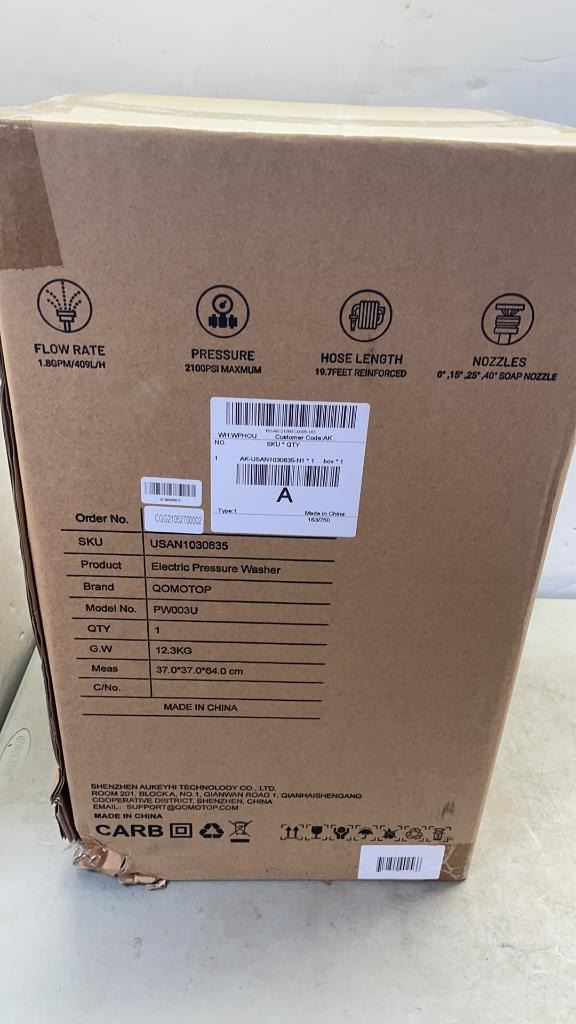 FLOW RATE
1.8GPM/409L/H
PRESSURE
2100PSI MAXMUM
HOSE LENGTH
19.7FEET REINFORCED
NOZZLES
0°,15°,25°,40° SOAP NOZZLE
WH:WPHOU Customer Code:AK
NO. SKU * QTY
1 AK-USAN1030835-N1 * 1 box * 1
A
Type:1 Made in China
163/750
Order No. CGG21052700002
SKU USAN1030835
Product Electric Pressure Washer
Brand QOMOTOP
Model No. PW003U
QTY 1
G.W 12.3KG
Meas 37.0*37.0*64.0 cm
C/No.
MADE IN CHINA
SHENZHEN AUKEYHI TECHNOLOGY CO., LTD.
ROOM 201, BLOCK A, NO.1, QIANWAN ROAD 1, QIANHAISHENGANG
COOPERATIVE DISTRICT, SHENZHEN, CHINA
EMAIL: SUPPORT@QOMOTOP.COM
MADE IN CHINA
CARB